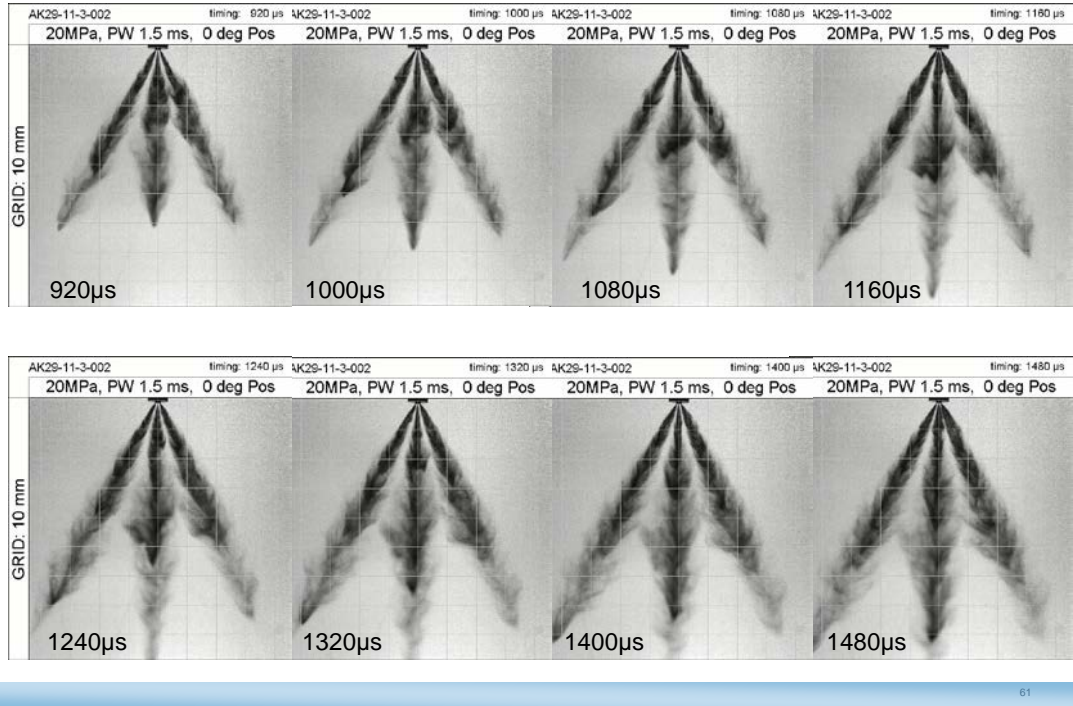 AK29-11-3-002 timing: 920 µs AK29-11-3-002 timing: 1000 µs AK29-11-3-002 timing: 1080 µs AK29-11-3-002 timing: 1160 µs
20MPa, PW 1.5 ms, 0 deg Pos 20MPa, PW 1.5 ms, 0 deg Pos 20MPa, PW 1.5 ms, 0 deg Pos 20MPa, PW 1.5 ms, 0 deg Pos
GRID: 10 mm
920µs 1000µs 1080µs 1160µs
AK29-11-3-002 timing: 1240 µs AK29-11-3-002 timing: 1320 µs AK29-11-3-002 timing: 1400 µs AK29-11-3-002 timing: 1480 µs
20MPa, PW 1.5 ms, 0 deg Pos 20MPa, PW 1.5 ms, 0 deg Pos 20MPa, PW 1.5 ms, 0 deg Pos 20MPa, PW 1.5 ms, 0 deg Pos
GRID: 10 mm
1240µs 1320µs 1400µs 1480µs
61